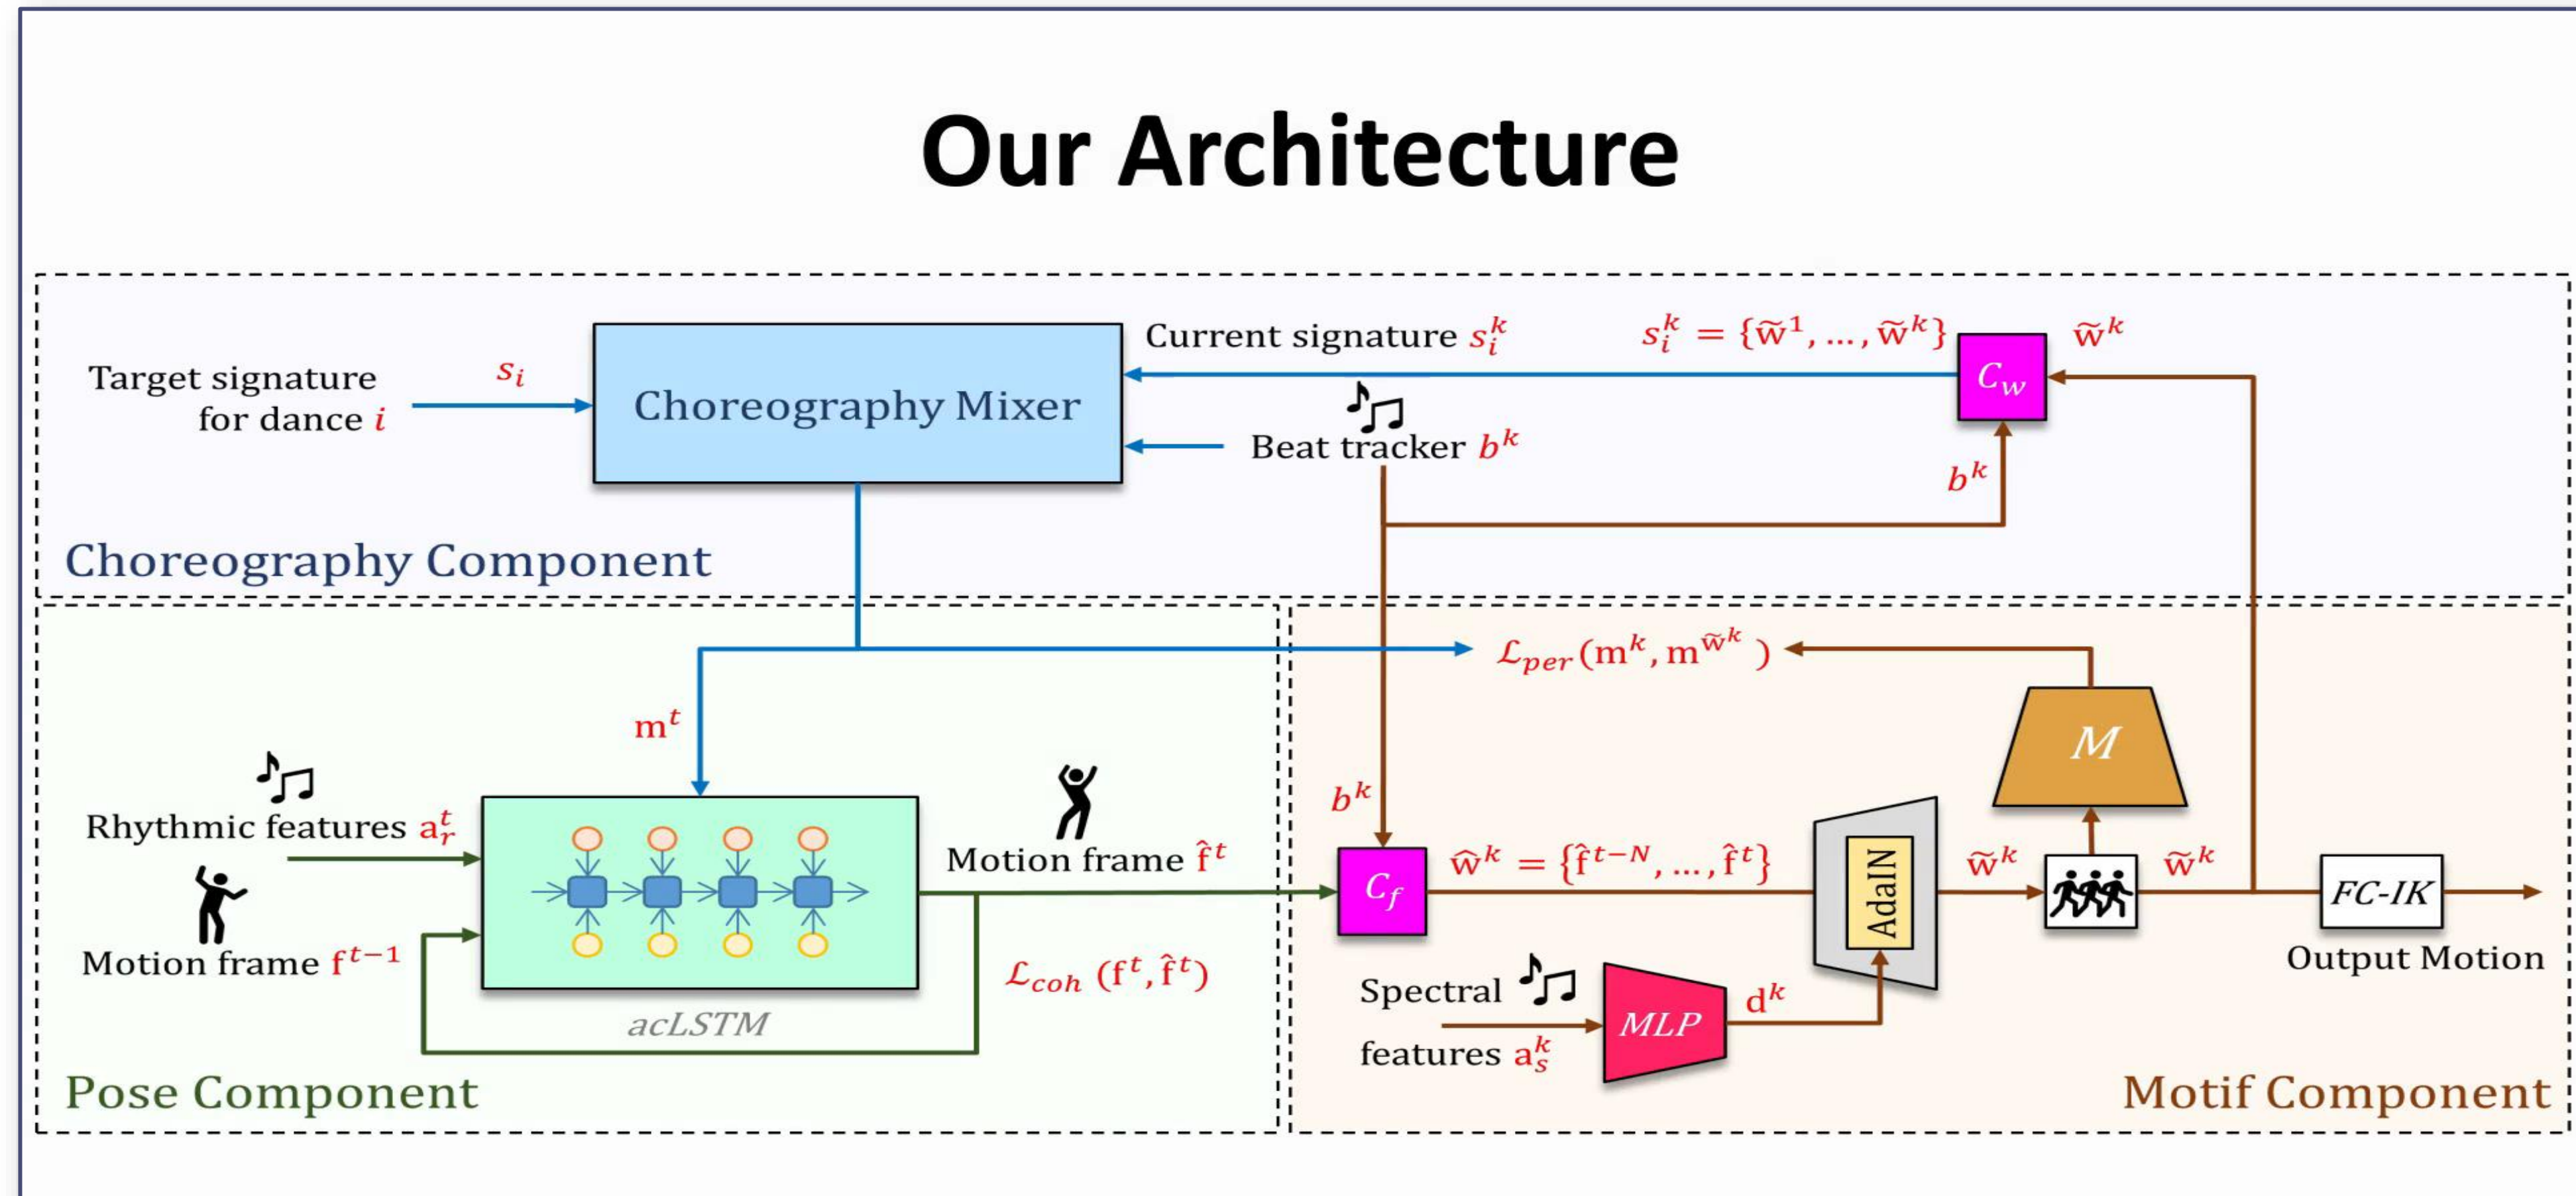 Our Architecture
Target signature
for dance i
s_i
Choreography Mixer
Current signature s_i^k
s_i^k = {w̃^1, ..., w̃^k}
C_w
w̃^k
Beat tracker b^k
b^k
Choreography Component
m^t
Rhythmic features a_r^t
Motion frame f^{t-1}
acLSTM
Motion frame f̂^t
ℒ_coh (f^t, f̂^t)
Pose Component
ℒ_per(m^k, m^{w̃^k} )
M
b^k
C_f
ŵ^k = {f̂^{t-N}, ..., f̂^t}
AdaIN
w̃^k
w̃^k
FC-IK
Output Motion
Spectral
features a_s^k
MLP
d^k
Motif Component